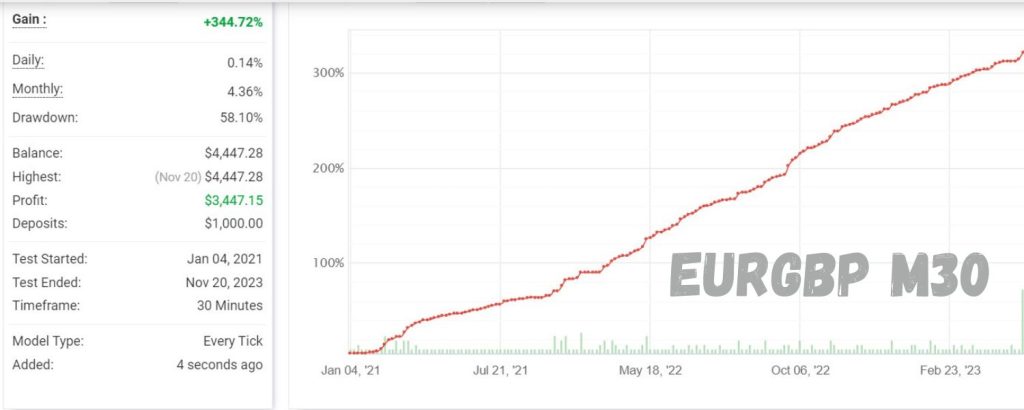 Gain : +344.72%
Daily: 0.14%
Monthly: 4.36%
Drawdown: 58.10%
Balance: $4,447.28
Highest: (Nov 20) $4,447.28
Profit: $3,447.15
Deposits: $1,000.00
Test Started: Jan 04, 2021
Test Ended: Nov 20, 2023
Timeframe: 30 Minutes
Model Type: Every Tick
Added: 4 seconds ago
300%
200%
100%
EURGBP M30
Jan 04, '21 Jul 21, '21 May 18, '22 Oct 06, '22 Feb 23, '23